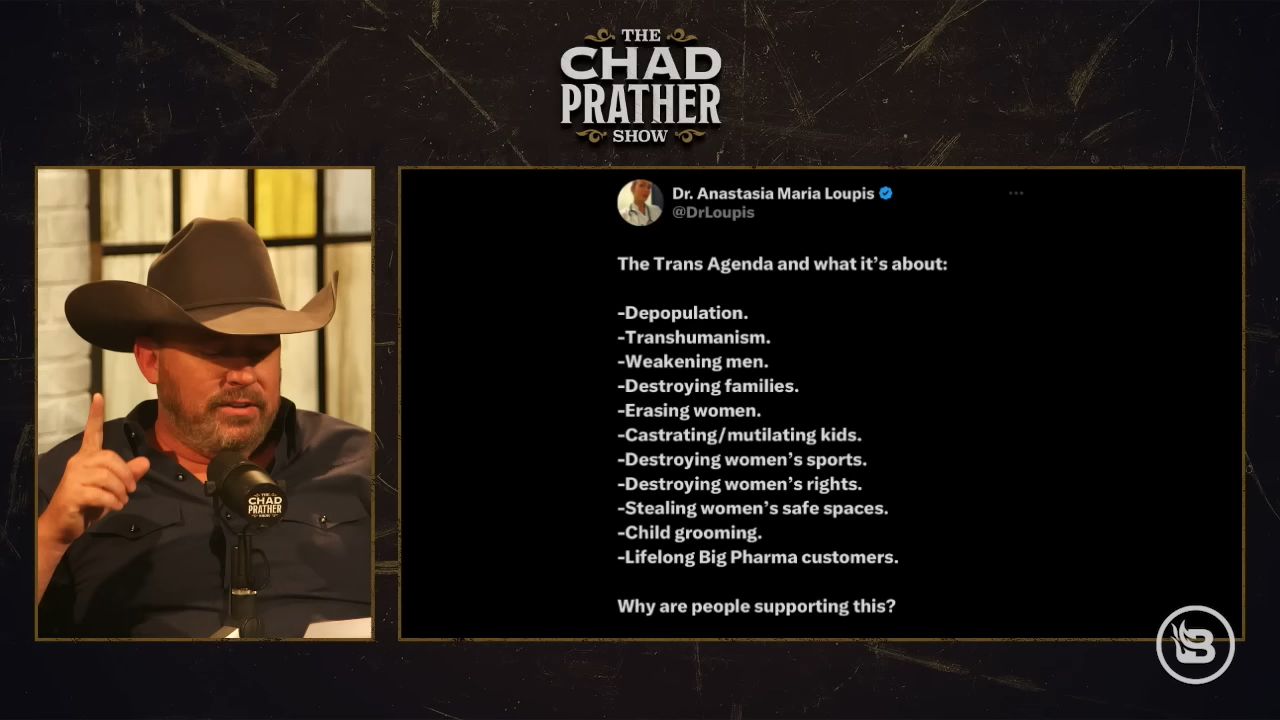 THE
CHAD
PRATHER
SHOW
Dr. Anastasia Maria Loupis
@DrLoupis
The Trans Agenda and what it's about:
-Depopulation.
-Transhumanism.
-Weakening men.
-Destroying families.
-Erasing women.
-Castrating/mutilating kids.
-Destroying women's sports.
-Destroying women's rights.
-Stealing women's safe spaces.
-Child grooming.
-Lifelong Big Pharma customers.
Why are people supporting this?
THE
CHAD
PRATHER
SHOW
B